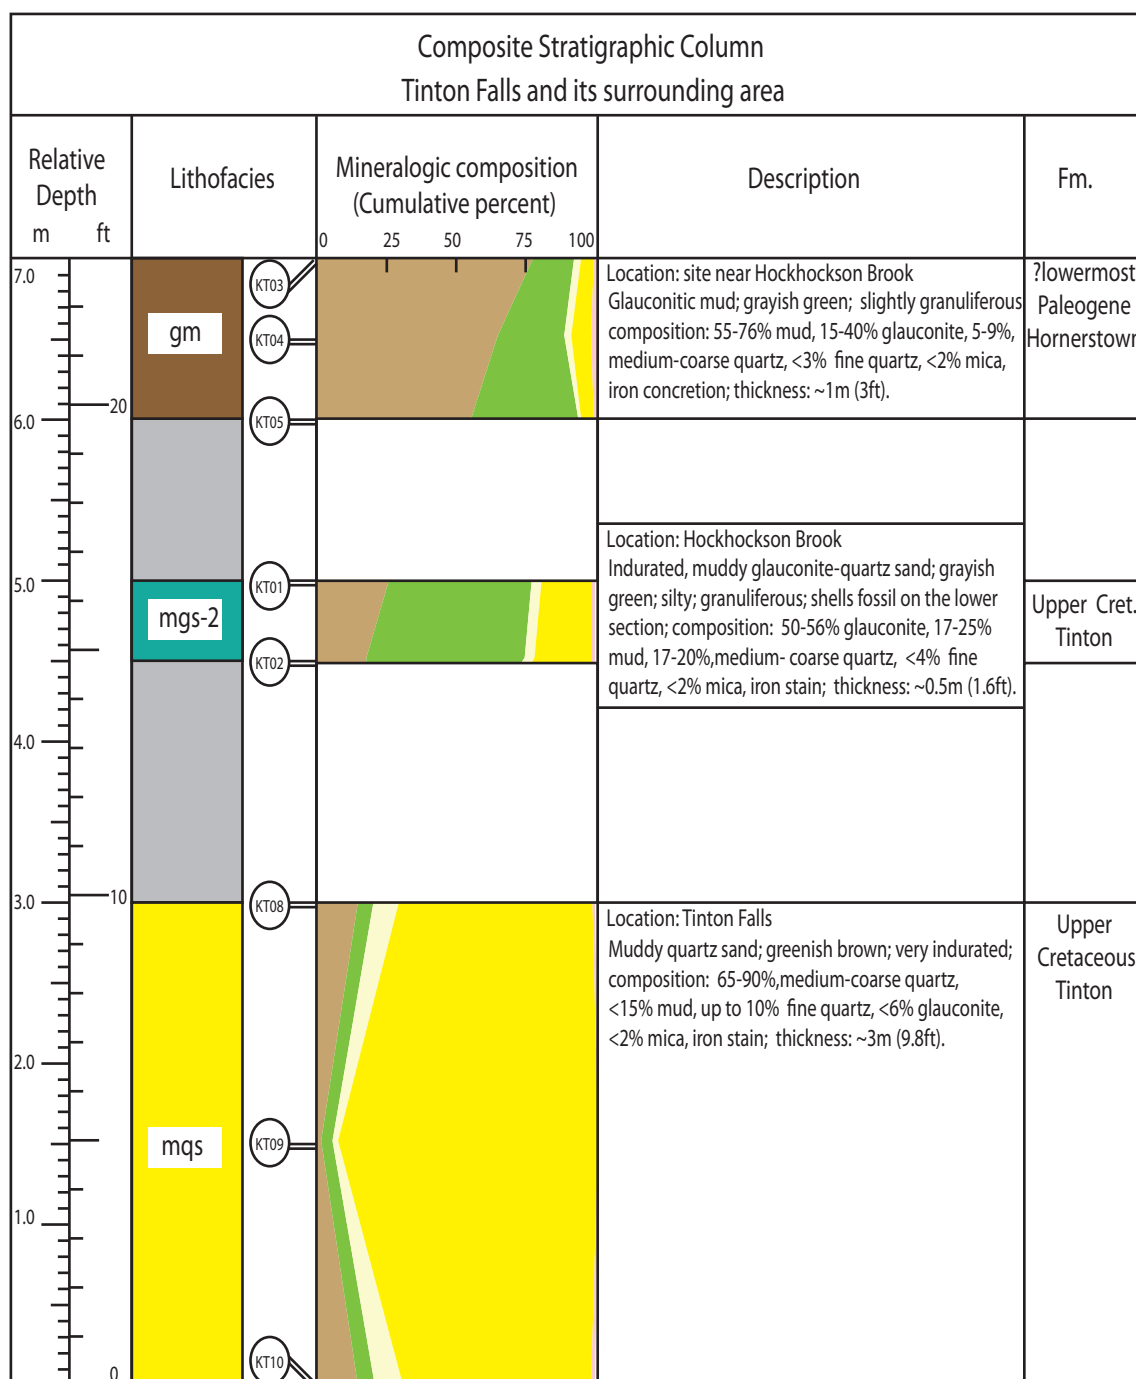 Composite Stratigraphic Column
Tinton Falls and its surrounding area
Relative
Depth
m ft
Lithofacies
Mineralogic composition
(Cumulative percent)
0 25 50 75 100
Description
Fm.
7.0
KT03
gm
KT04
20
6.0
KT05
Location: site near Hockhockson Brook
Glauconitic mud; grayish green; slightly granuliferous
composition: 55-76% mud, 15-40% glauconite, 5-9%,
medium-coarse quartz, <3% fine quartz, <2% mica,
iron concretion; thickness: ~1m (3ft).
?lowermost
Paleogene
Hornerstown
5.0
KT01
mgs-2
KT02
Location: Hockhockson Brook
Indurated, muddy glauconite-quartz sand; grayish
green; silty; granuliferous; shells fossil on the lower
section; composition: 50-56% glauconite, 17-25%
mud, 17-20%,medium- coarse quartz, <4% fine
quartz, <2% mica, iron stain; thickness: ~0.5m (1.6ft).
Upper Cret.
Tinton
4.0
10
3.0
KT08
Location: Tinton Falls
Muddy quartz sand; greenish brown; very indurated;
composition: 65-90%,medium-coarse quartz,
<15% mud, up to 10% fine quartz, <6% glauconite,
<2% mica, iron stain; thickness: ~3m (9.8ft).
Upper
Cretaceous
Tinton
2.0
mqs
KT09
1.0
KT10
0